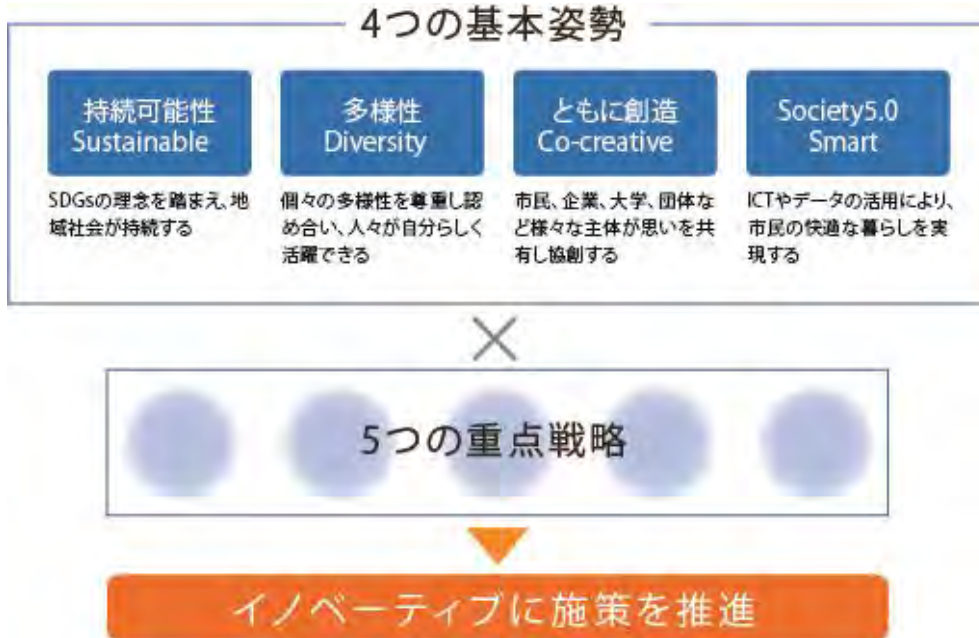 4つの基本姿勢
持続可能性
Sustainable
SDGsの理念を踏まえ、地
域社会が持続する
多様性
Diversity
個々の多様性を尊重し認
め合い、人々が自分らしく
活躍できる
ともに創造
Co-creative
市民、企業、大学、団体な
ど様々な主体が思いを共
有し協創する
Society5.0
Smart
ICTやデータの活用により、
市民の快適な暮らしを実
現する
×
5つの重点戦略
イノベーティブに施策を推進